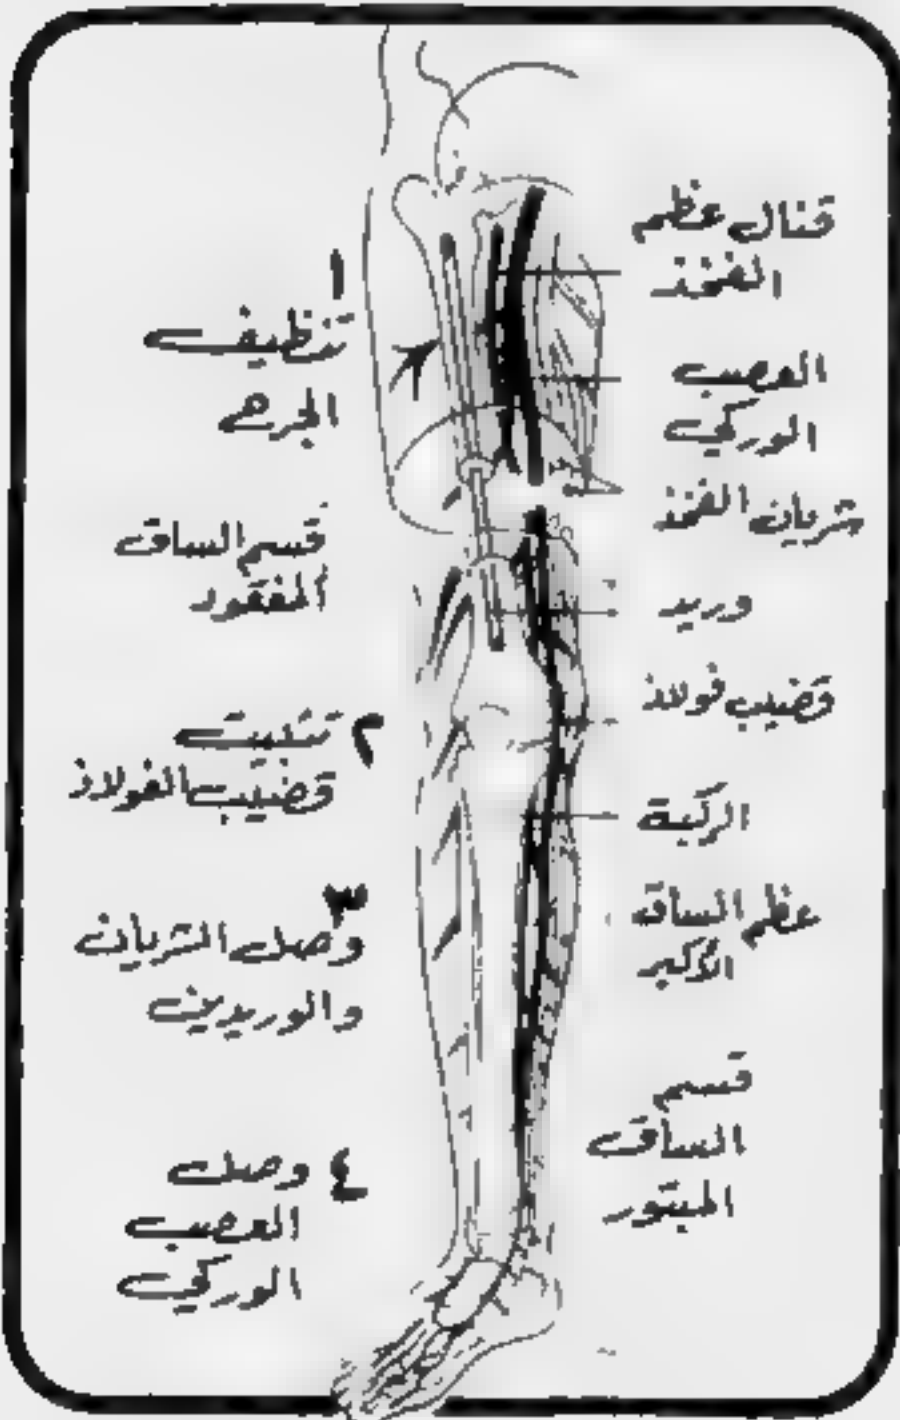 قنال عظم
الفخذ
العصب
الوركي
شريان الفخذ
وريد
قضيب فولاذ
الركبة
عظم الساق
الأكبر
قسم
الساق
المبتور
١
تنظيف
الجرح
قسم الساق
المفقود
٢ تثبيت
قضيب الفولاذ
٣
وصل الشريان
والوريدين
٤ وصل
العصب
الوركي